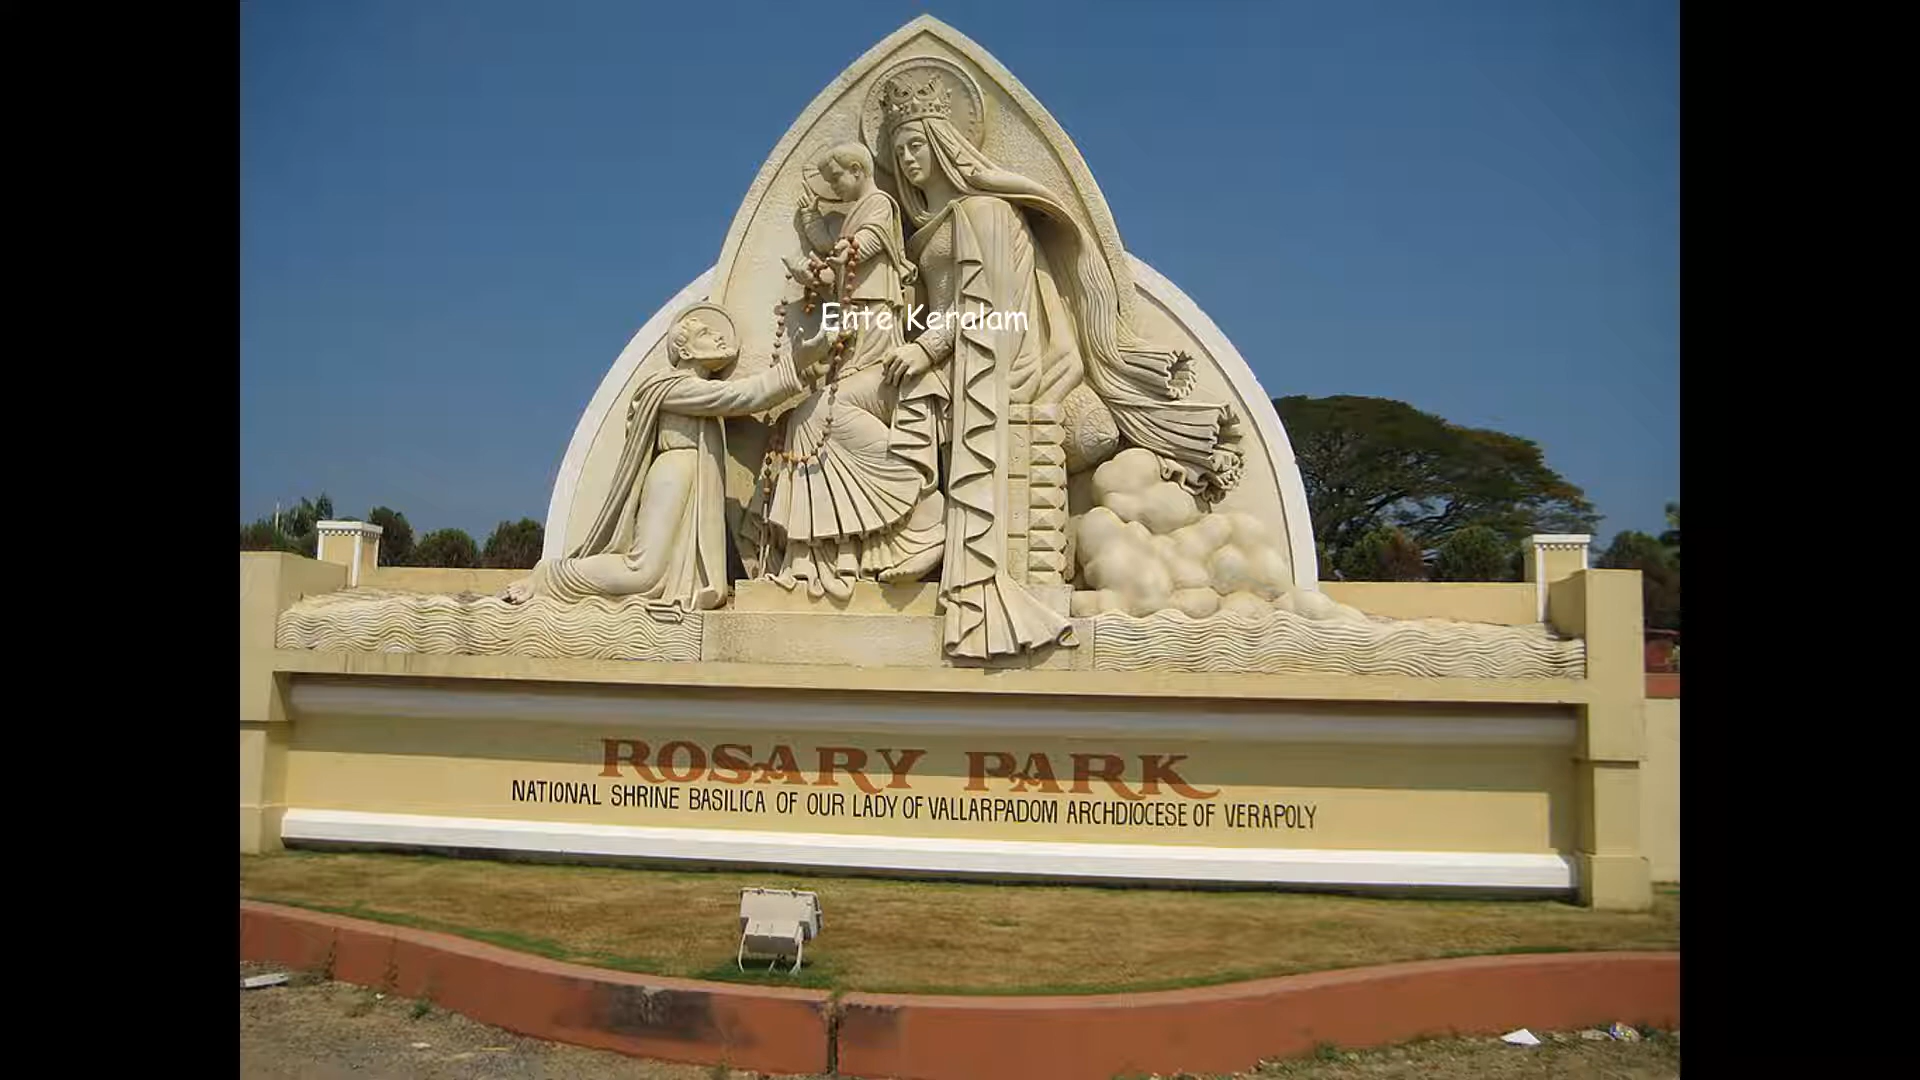 Ente Keralam
ROSARY PARK
NATIONAL SHRINE BASILICA OF OUR LADY OF VALLARPADOM ARCHDIOCESE OF VERAPOLY